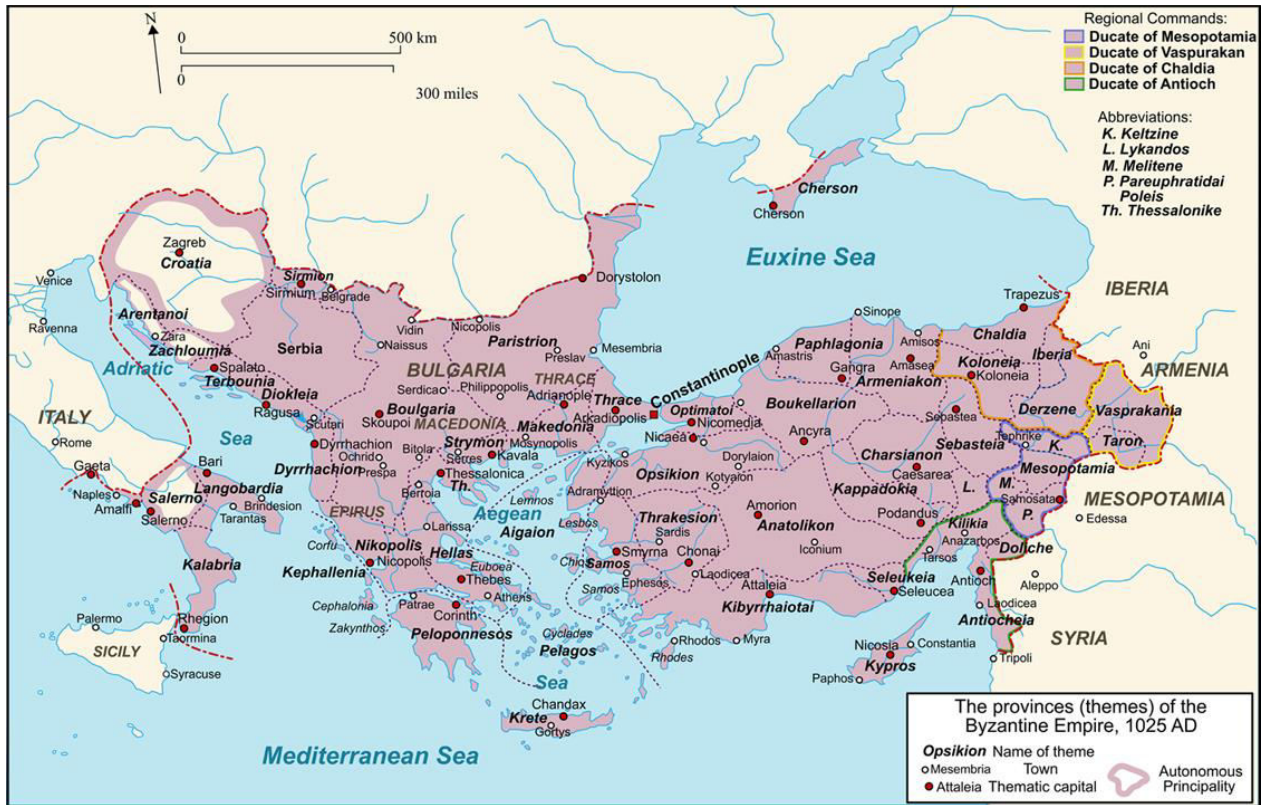 N
0
500 km
0
300 miles
Regional Commands:
Ducate of Mesopotamia
Ducate of Vaspurakan
Ducate of Chaldia
Ducate of Antioch
Abbreviations:
K. Keltzine
L. Lykandos
M. Melitene
P. Pareuphratidai
Poleis
Th. Thessalonike
Cherson
Cherson
Euxine Sea
Zagreb
Croatia
Venice
Ravenna
Sirmion
Sirmium
Belgrade
Dorystolon
Arentanoi
Zara
Zachloumia
Adriatic
Spalato
Terbounia
Serbia
Diokleia
Ragusa
Vidin
Nicopolis
Naissus
Paristrion
Preslav
Mesembria
BULGARIA
THRACE
Serdica
Philippopolis
Adrianople
Thrace
Arkadiopolis
Constantinople
Boulgaria
Skoupoi
MACEDONIA
Makedonia
Mosynopolis
Strymon
Serres
Kavala
Bitola
Ohrid
Prespa
Scutari
Dyrrhachion
Dyrrhachion
Thessalonica
Th.
Berroia
ITALY
Rome
Sea
Gaeta
Naples
Amalfi
Salerno
Salerno
Bari
Langobardia
Brindesion
Tarantas
Kalabria
Rhegion
Palermo
Taormina
SICILY
Syracuse
EPIRUS
Corfu
Larissa
Nikopolis
Nicopolis
Kephallenia
Hellas
Euboea
Thebes
Athens
Cephalonia
Patrae
Zakynthos
Corinth
Peloponnesos
Lemnos
Aegean
Aigaion
Lesbos
Chios
Samos
Samos
Cyclades
Pelagos
Sea
Krete
Chandax
Gortys
Mediterranean Sea
Sinope
Amastris
Paphlagonia
Amisos
Gangra
Amasea
Armeniakon
Optimatoi
Nicomedia
Nicaea
Boukellarion
Ancyra
Kyzikos
Opsikion
Dorylaion
Kotyaion
Adramyttion
Charsianon
Caesarea
Sebastea
Sebasteia
Kappadokia
Amorion
Anatolikon
Iconium
Podandus
Thrakesion
Sardis
Smyrna
Chonai
Ephesos
Laodicea
Attaleia
Kibyrrhaiotai
Rhodos
Rhodes
Myra
Seleukeia
Seleucea
Kilikia
Anazarbos
Tarsos
Trapezus
Chaldia
Koloneia
Koloneia
Iberia
Derzene
Tephrike
K.
Mesopotamia
M.
L.
Samosata
P.
IBERIA
Ani
ARMENIA
Vasprakania
Taron
MESOPOTAMIA
Edessa
Doliche
Antioch
Aleppo
Laodicea
Antiocheia
SYRIA
Tripoli
Nicosia
Constantia
Kypros
Paphos
The provinces (themes) of the
Byzantine Empire, 1025 AD
Opsikion Name of theme
Mesembria Town
Attaleia Thematic capital
Autonomous
Principality